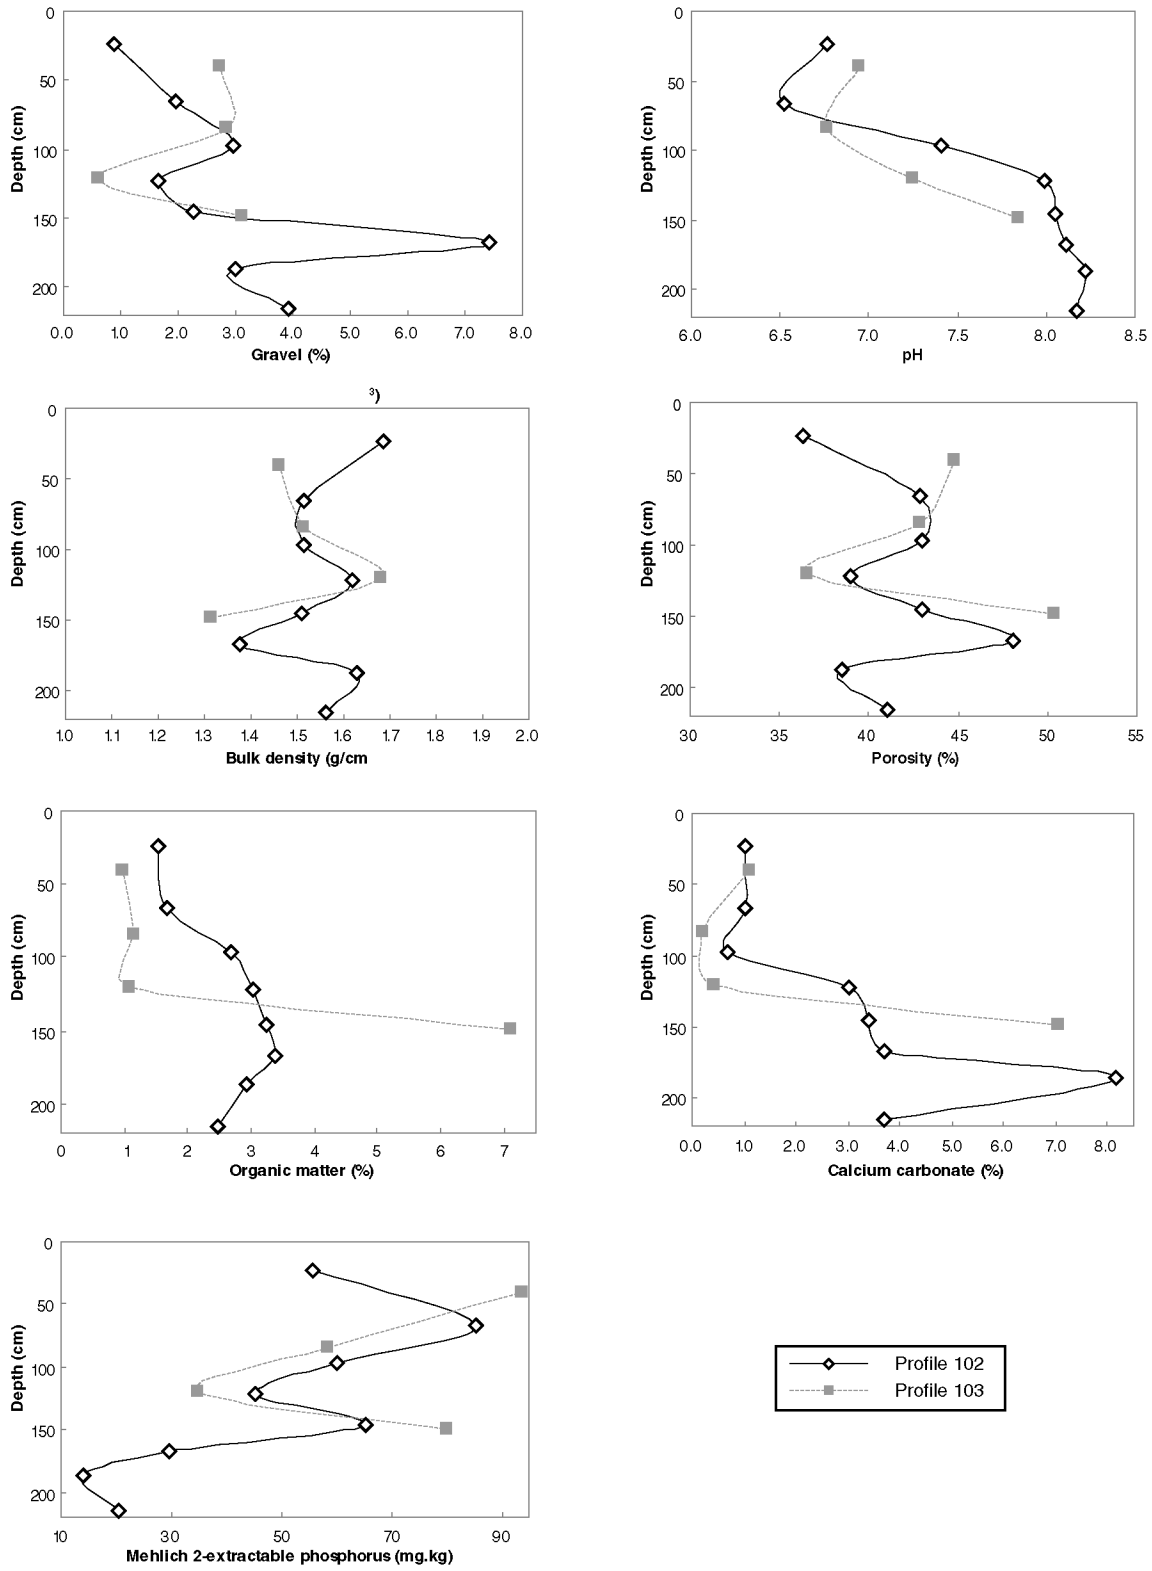 0
50
100
150
200
Depth (cm)
0.0 1.0 2.0 3.0 4.0 5.0 6.0 7.0 8.0
Gravel (%)
0
50
100
150
200
Depth (cm)
6.0 6.5 7.0 7.5 8.0 8.5
pH
3)
0
50
100
150
200
Depth (cm)
1.0 1.1 1.2 1.3 1.4 1.5 1.6 1.7 1.8 1.9 2.0
Bulk density (g/cm
0
50
100
150
200
Depth (cm)
30 35 40 45 50 55
Porosity (%)
0
50
100
150
200
Depth (cm)
0 1 2 3 4 5 6 7
Organic matter (%)
0
50
100
150
200
Depth (cm)
0.0 1.0 2.0 3.0 4.0 5.0 6.0 7.0 8.0
Calcium carbonate (%)
0
50
100
150
200
Depth (cm)
10 30 50 70 90
Mehlich 2-extractable phosphorus (mg.kg)
Profile 102
Profile 103